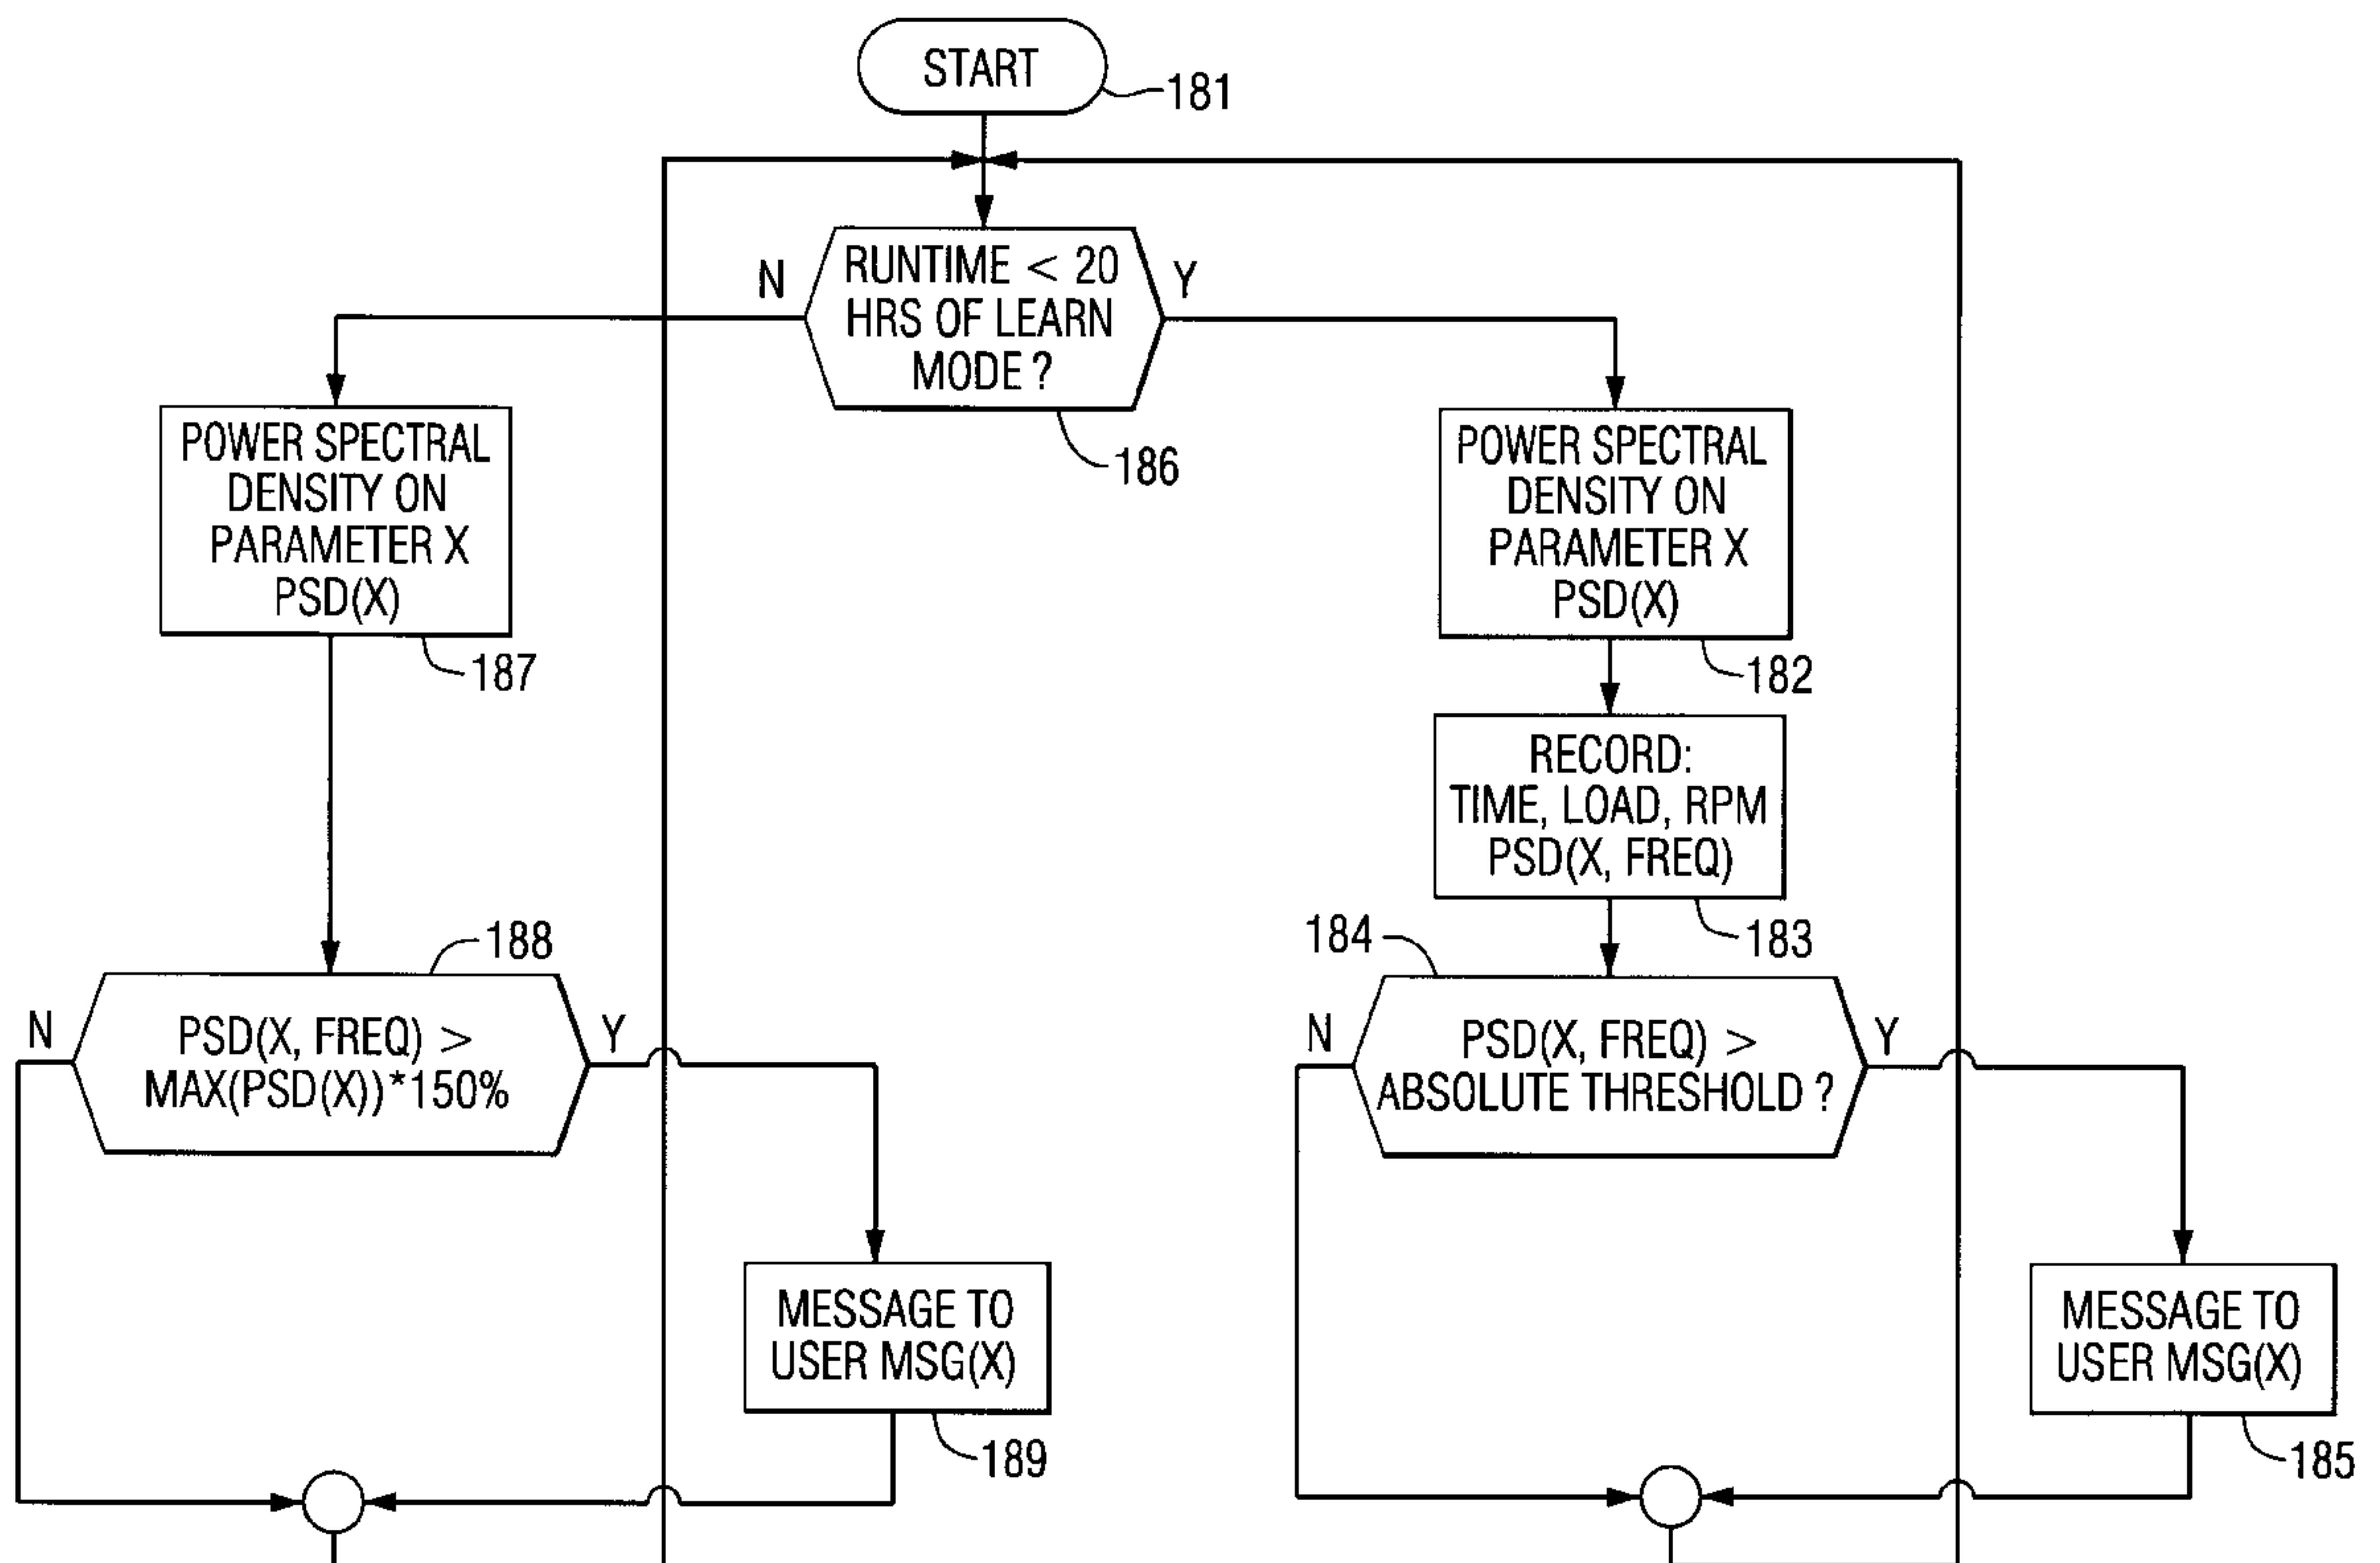 START
181
N
RUNTIME < 20
HRS OF LEARN
MODE ?
Y
186
POWER SPECTRAL
DENSITY ON
PARAMETER X
PSD(X)
187
POWER SPECTRAL
DENSITY ON
PARAMETER X
PSD(X)
182
RECORD:
TIME, LOAD, RPM
PSD(X, FREQ)
183
188
N
PSD(X, FREQ) >
MAX(PSD(X))*150%
Y
184
N
PSD(X, FREQ) >
ABSOLUTE THRESHOLD ?
Y
MESSAGE TO
USER MSG(X)
189
MESSAGE TO
USER MSG(X)
185